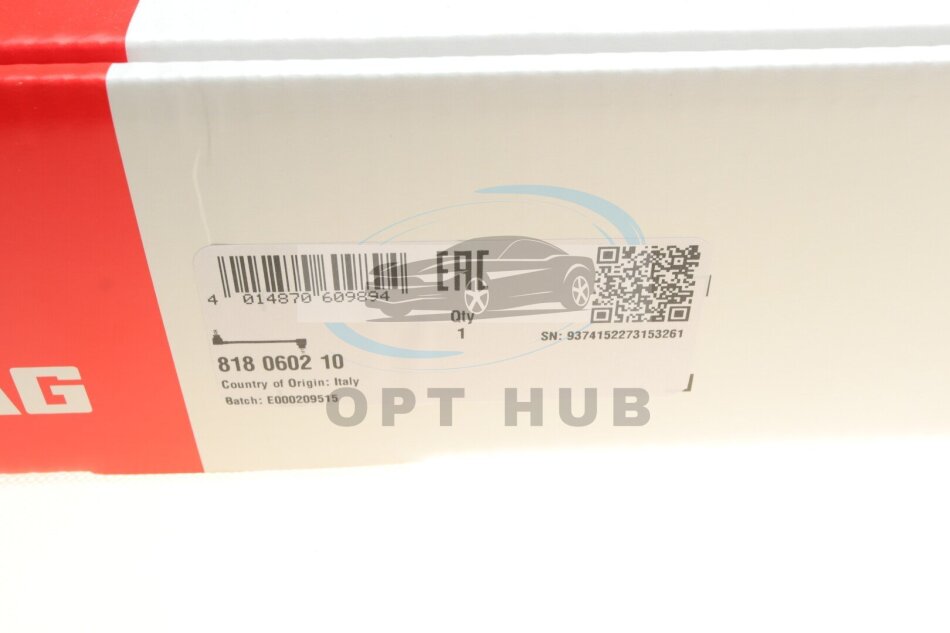 EAC
4 014870 609894
Qty
1
SN: 9374152273153261
818 0602 10
Country of Origin: Italy
Batch: E000209515
AG
OPT HUB